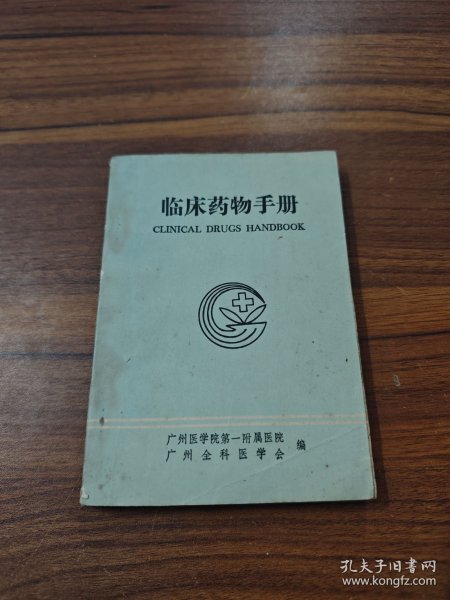 临床药物手册
CLINICAL DRUGS HANDBOOK
广州医学院第一附属医院
广州全科医学会
编
孔夫子旧书网
www.kongfz.com